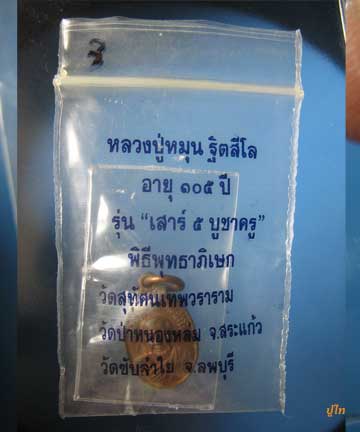 หลวงปู่หมุน ฐิตสีโล
อายุ ๑๐๕ ปี
รุ่น “เสาร์ ๕ บูชาครู”
พิธีพุทธาภิเษก
วัดสุทัศนเทพวราราม
วัดป่าหนองหล่ม จ.สระแก้ว
วัดซับลำใย จ.ลพบุรี
ปูไท